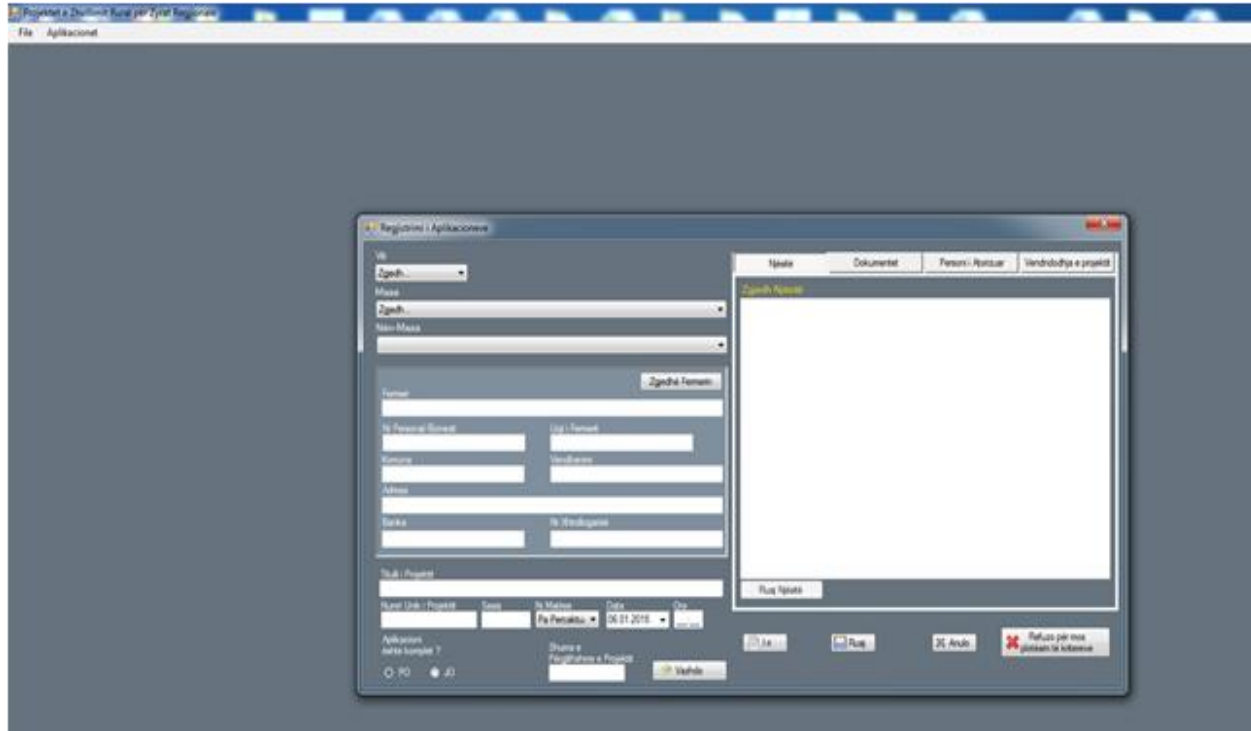 Projektet e Zhvillimit Rural për Zyrat Regjionale
File Aplikacionet
Regjistrimi i Aplikacioneve
Viti
Zgjedh...
Masa
Zgjedh...
Nën-Masa
Zgjedhë Fermerin
Fermeri
Nr Personal/Biznesit
Lloji i Fermerit
Komuna
Vendbanimi
Adresa
Banka
Nr Xhirollogarisë
Titulli i Projektit
Numri Unik i Projektit
Sasia
Data
Ora
06.01.2016
Aplikacioni
është komplet ?
PO JO
Shuma e
Përgjithshme e Projektit
Vazhdo
Njësitë Dokumentet Personi i Autorizuar Vendndodhja e projektit
Zgjedh Njësitë
Ruaj Njësitë
I ri
Ruaj
Anulo
Refuzo për mos
plotësim të kritereve